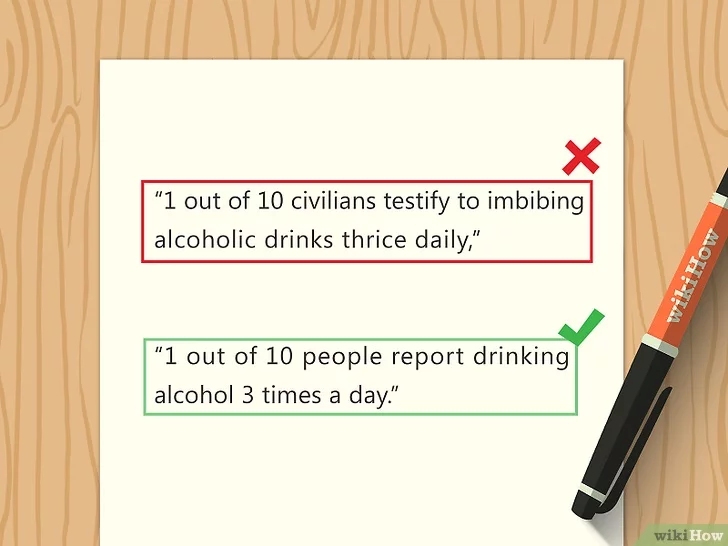 “1 out of 10 civilians testify to imbibing
alcoholic drinks thrice daily,”
“1 out of 10 people report drinking
alcohol 3 times a day.”
wikiHow
wikiHow